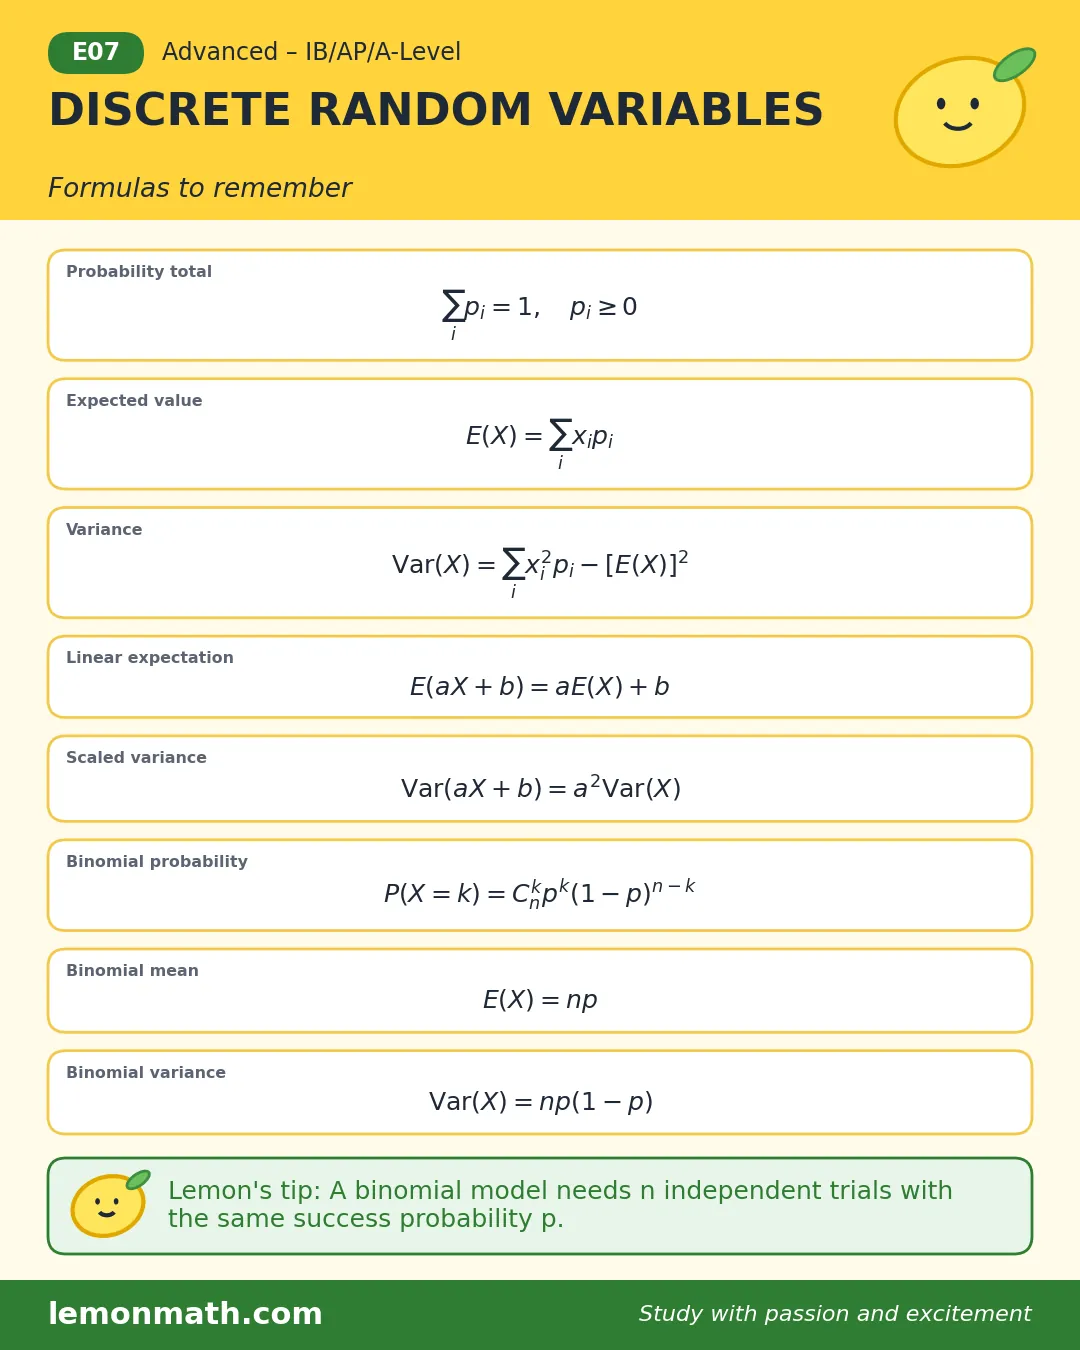 E07 Advanced – IB/AP/A-Level
DISCRETE RANDOM VARIABLES
Formulas to remember
Probability total
∑_i p_i = 1, p_i ≥ 0
Expected value
E(X) = ∑_i x_i p_i
Variance
Var(X) = ∑_i x_i^2 p_i − [E(X)]^2
Linear expectation
E(aX + b) = aE(X) + b
Scaled variance
Var(aX + b) = a^2 Var(X)
Binomial probability
P(X = k) = C_n^k p^k (1 − p)^{n − k}
Binomial mean
E(X) = np
Binomial variance
Var(X) = np(1 − p)
Lemon's tip: A binomial model needs n independent trials with
the same success probability p.
lemonmath.com
Study with passion and excitement